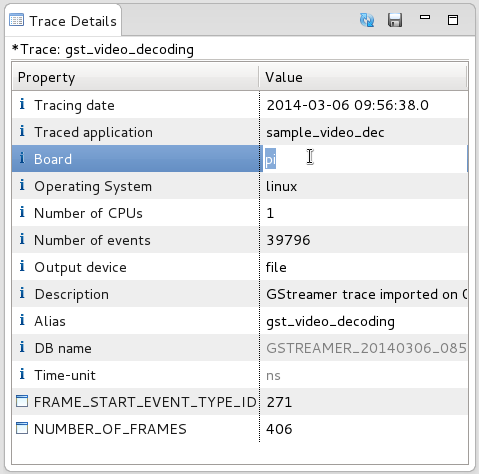 Trace Details
*Trace: gst_video_decoding
Property Value
Tracing date 2014-03-06 09:56:38.0
Traced application sample_video_dec
Board pi
Operating System linux
Number of CPUs 1
Number of events 39796
Output device file
Description GStreamer trace imported on
Alias gst_video_decoding
DB name GSTREAMER_20140306_085
Time-unit ns
FRAME_START_EVENT_TYPE_ID 271
NUMBER_OF_FRAMES 406